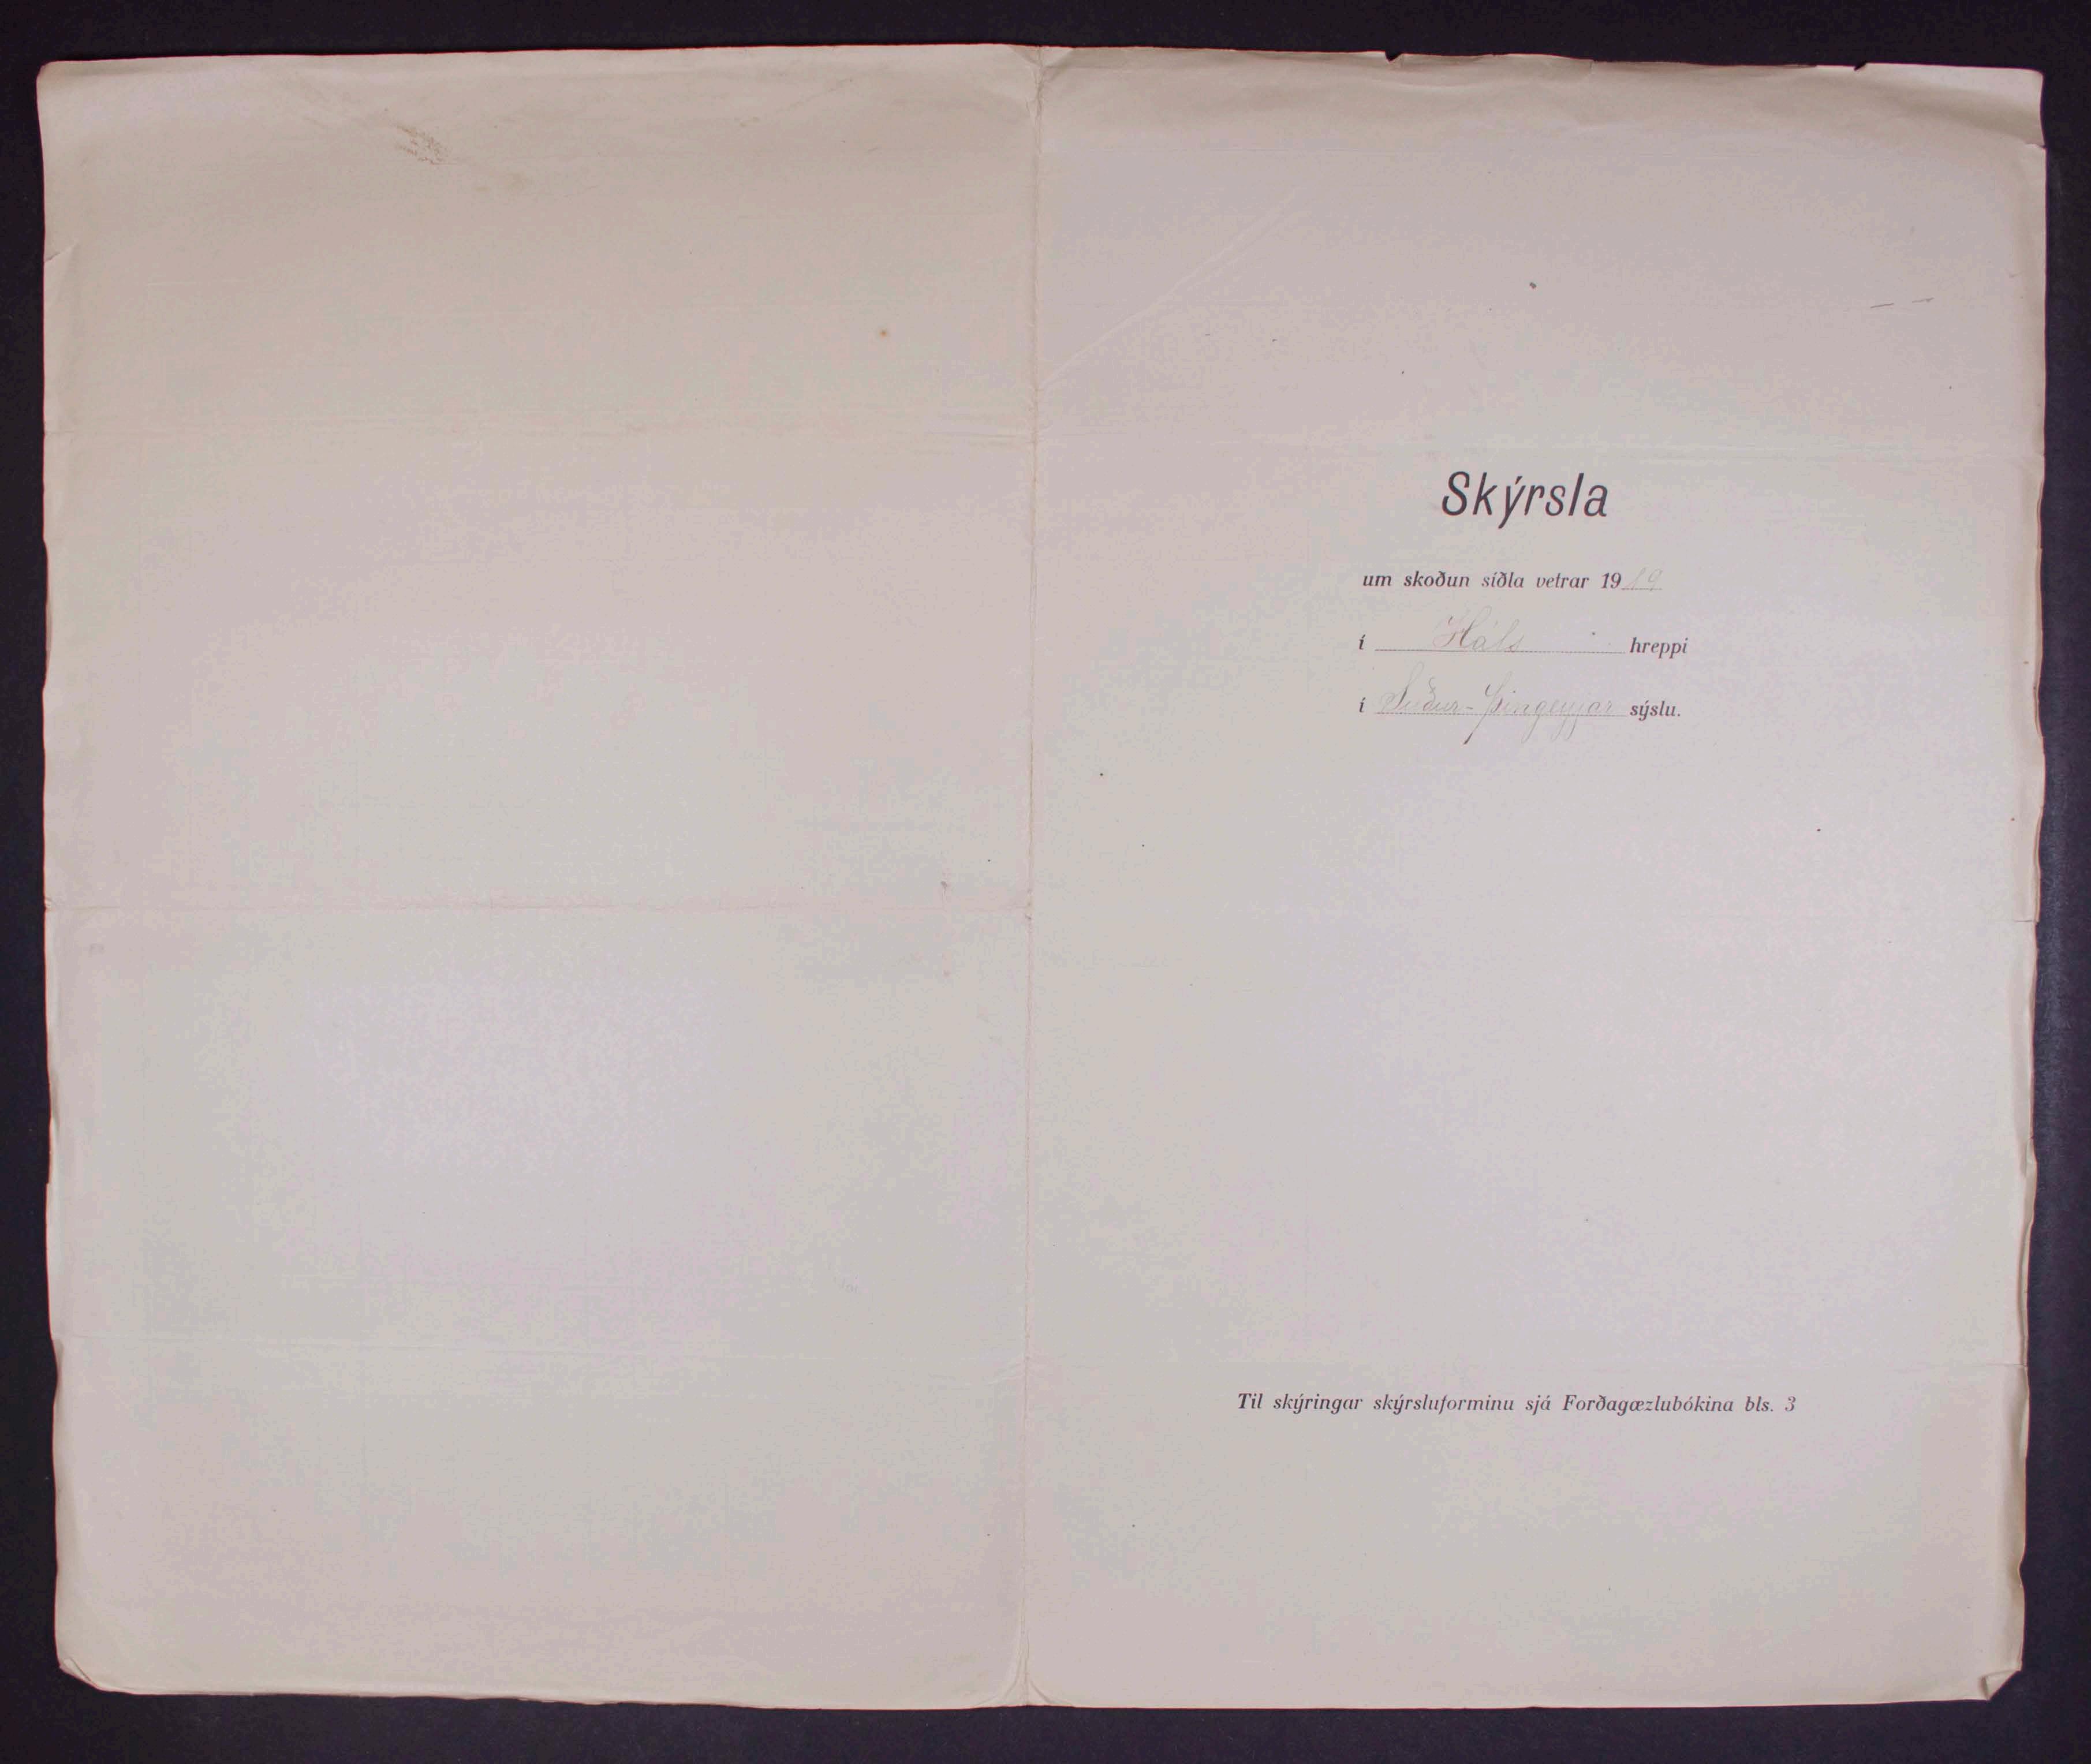 Skýrsla
um skoðun síðla vetrar 1919
í Háls hreppi
í Suður-Þingeyjar sýslu.
Til skýringar skýrsluforminu sjá Forðagæzlubókina bls. 3